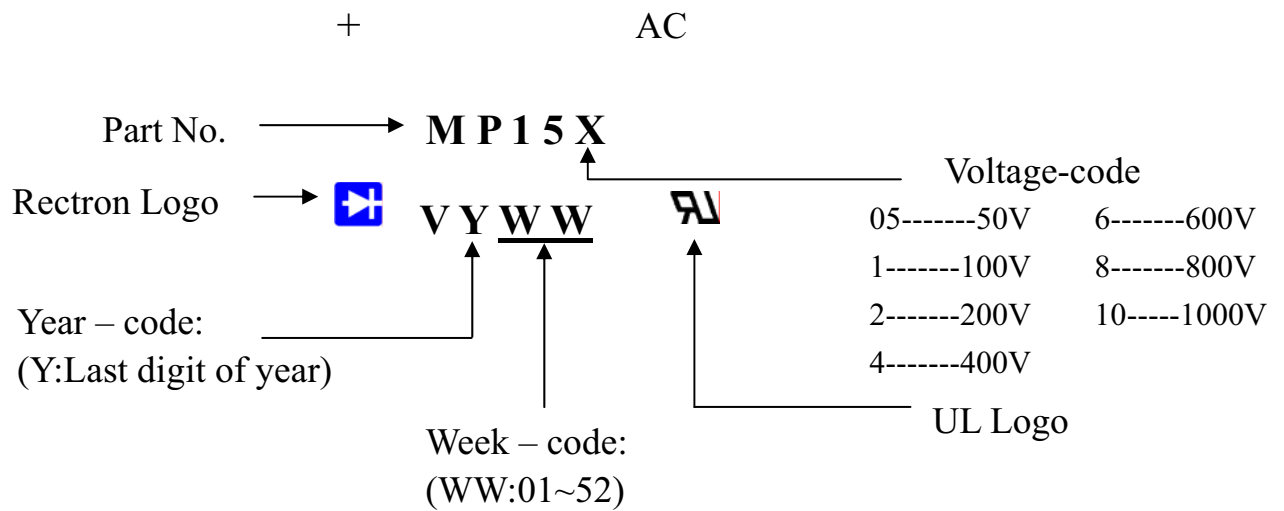 + AC
Part No. M P 1 5 X
Voltage-code
Rectron Logo V Y W W
05-------50V 6-------600V
1-------100V 8-------800V
2-------200V 10-----1000V
4-------400V
Year – code:
(Y:Last digit of year)
UL Logo
Week – code:
(WW:01~52)